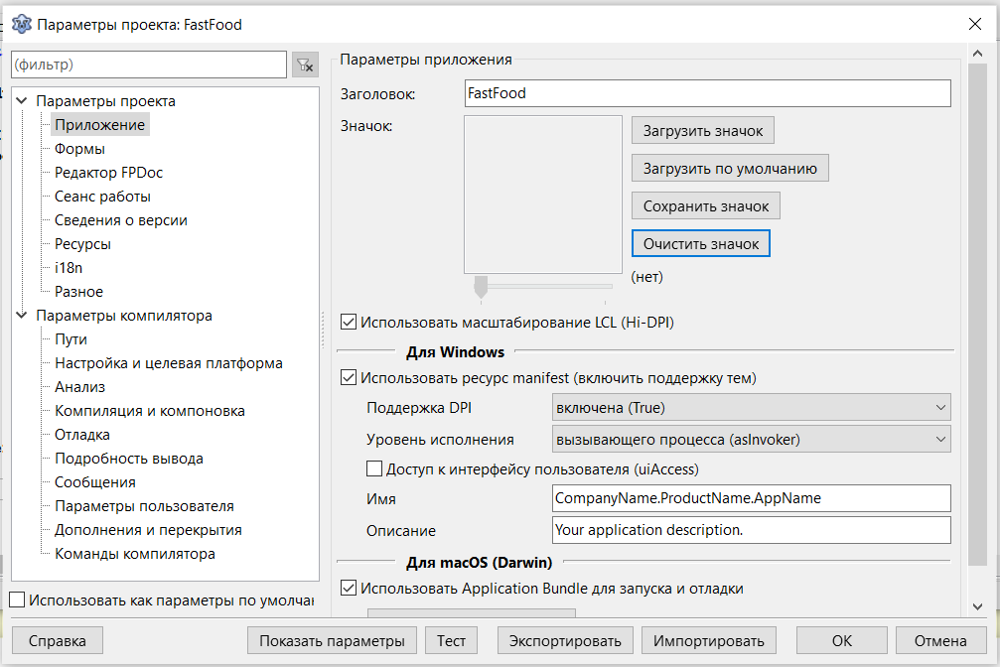 Параметры проекта: FastFood
(фильтр)
Параметры проекта
Приложение
Формы
Редактор FPDoc
Сеанс работы
Сведения о версии
Ресурсы
i18n
Разное
Параметры компилятора
Пути
Настройка и целевая платформа
Анализ
Компиляция и компоновка
Отладка
Подробность вывода
Сообщения
Параметры пользователя
Дополнения и перекрытия
Команды компилятора
Использовать как параметры по умолчан
Параметры приложения
Заголовок: FastFood
Значок:
Загрузить значок
Загрузить по умолчанию
Сохранить значок
Очистить значок
(нет)
Использовать масштабирование LCL (Hi-DPI)
Для Windows
Использовать ресурс manifest (включить поддержку тем)
Поддержка DPI включена (True)
Уровень исполнения вызывающего процесса (asInvoker)
Доступ к интерфейсу пользователя (uiAccess)
Имя CompanyName.ProductName.AppName
Описание Your application description.
Для macOS (Darwin)
Использовать Application Bundle для запуска и отладки
Справка Показать параметры Тест Экспортировать Импортировать OK Отмена